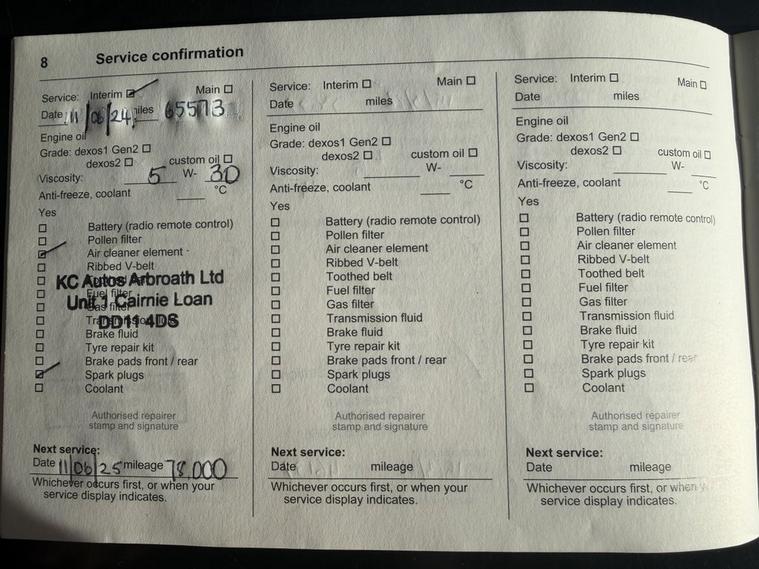 8 Service confirmation
Service: Interim Main
Date 11/06/24 miles 65573
Engine oil
Grade: dexos1 Gen2
dexos2 custom oil
Viscosity: 5 W- 30
Anti-freeze, coolant °C
Yes
Battery (radio remote control)
Pollen filter
Air cleaner element
Ribbed V-belt
KC Autos Arbroath Ltd
Fuel filter
Unit 1 Cairnie Loan
Gas filter
DD11 4DS
Brake fluid
Tyre repair kit
Brake pads front / rear
Spark plugs
Coolant
Authorised repairer
stamp and signature
Next service:
Date 11/06/25 mileage 78,000
Whichever occurs first, or when your
service display indicates.
Service: Interim Main
Date miles
Engine oil
Grade: dexos1 Gen2
dexos2 custom oil
Viscosity: W-
Anti-freeze, coolant °C
Yes
Battery (radio remote control)
Pollen filter
Air cleaner element
Ribbed V-belt
Toothed belt
Fuel filter
Gas filter
Transmission fluid
Brake fluid
Tyre repair kit
Brake pads front / rear
Spark plugs
Coolant
Authorised repairer
stamp and signature
Next service:
Date mileage
Whichever occurs first, or when your
service display indicates.
Service: Interim Main
Date miles
Engine oil
Grade: dexos1 Gen2
dexos2 custom oil
Viscosity: W-
Anti-freeze, coolant °C
Yes
Battery (radio remote control)
Pollen filter
Air cleaner element
Ribbed V-belt
Toothed belt
Fuel filter
Gas filter
Transmission fluid
Brake fluid
Tyre repair kit
Brake pads front / rear
Spark plugs
Coolant
Authorised repairer
stamp and signature
Next service:
Date mileage
Whichever occurs first, or when
service display indicates.